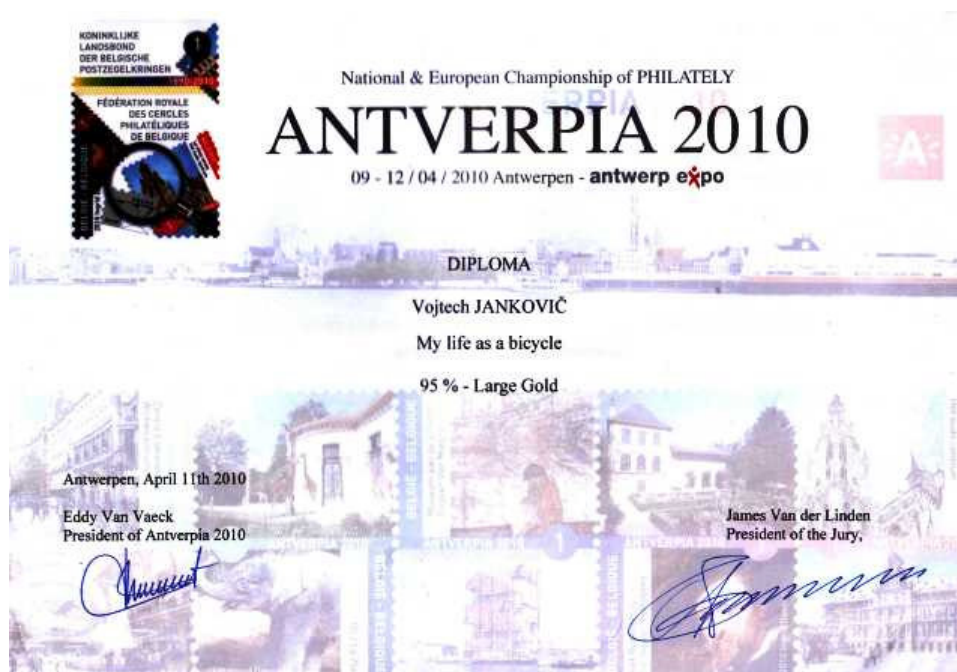 KONINKLIJKE
LANDSBOND
DER BELGISCHE
POSTZEGELKRINGEN
FÉDÉRATION ROYALE
DES CERCLES
PHILATÉLIQUES
DE BELGIQUE
National & European Championship of PHILATELY
ANTVERPIA 2010
09 - 12 / 04 / 2010 Antwerpen - antwerp expo
A
DIPLOMA
Vojtech JANKOVIČ
My life as a bicycle
95 % - Large Gold
Antwerpen, April 11th 2010
Eddy Van Vaeck
President of Antverpia 2010
James Van der Linden
President of the Jury,